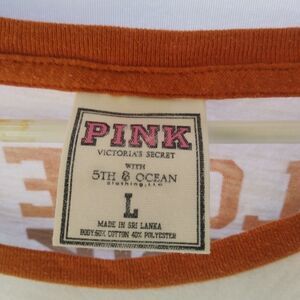 PINK
VICTORIA'S SECRET
WITH
5TH & OCEAN
clothing, LLC
L
MADE IN SRI LANKA
BODY:60% COTTON 40% POLYESTER